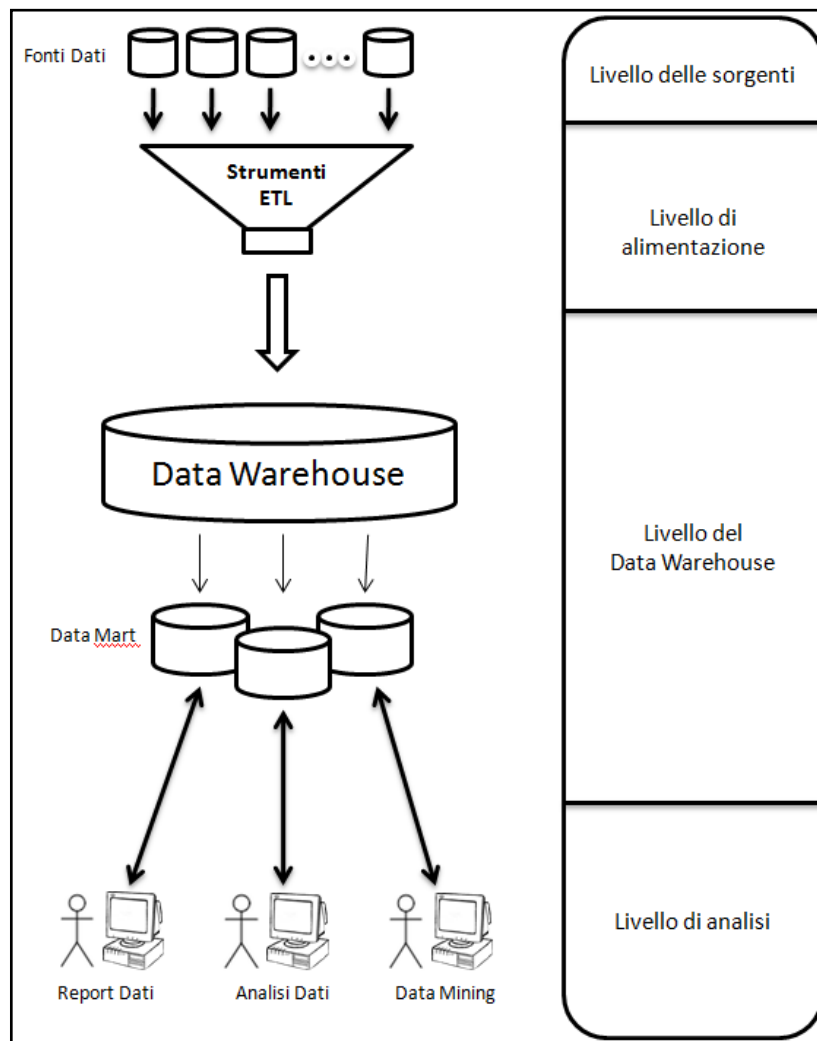 Fonti Dati
Livello delle sorgenti
Strumenti
ETL
Livello di
alimentazione
Data Warehouse
Livello del
Data Warehouse
Data Mart
Livello di analisi
Report Dati
Analisi Dati
Data Mining